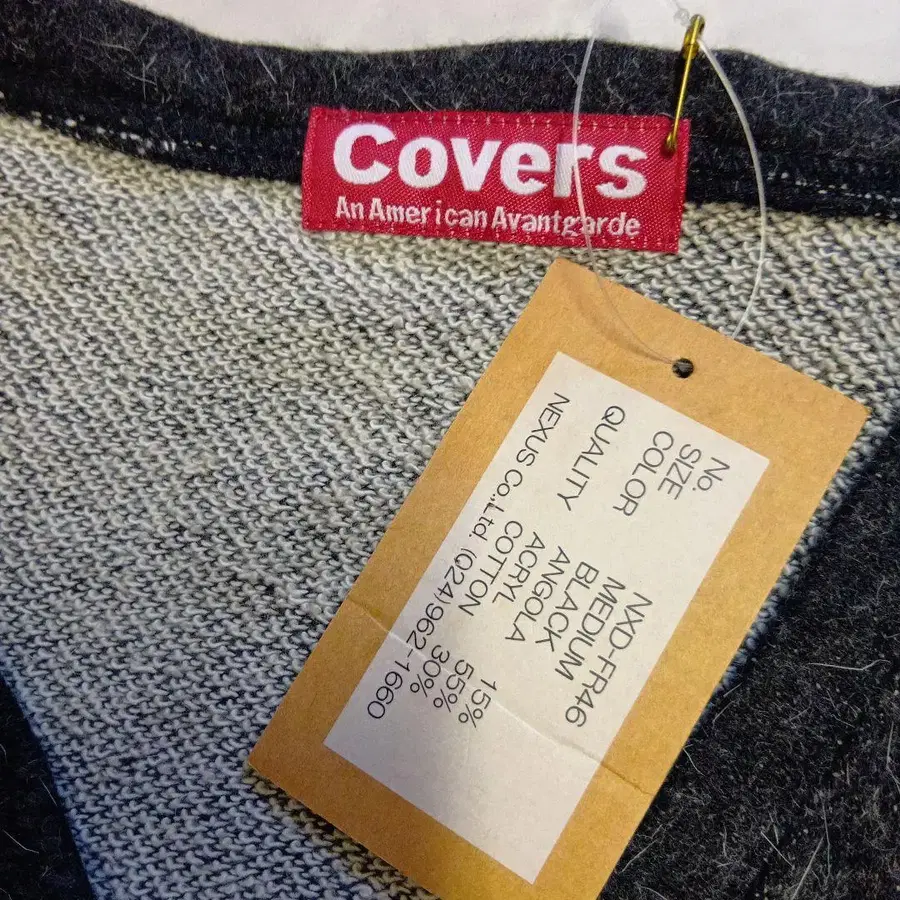 Covers
An American Avantgarde
No. NXD-FR46
SIZE MEDIUM
COLOR BLACK
QUALITY ANGOLA 15%
ACRYL 55%
COTTON 30%
NEXUS Co.,Ltd. (024)962-1660